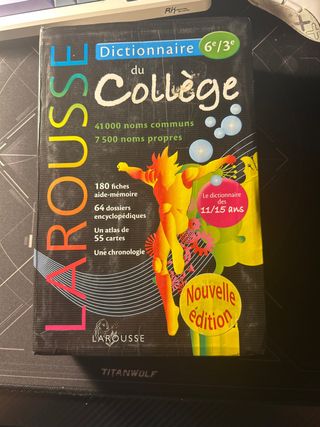 LAROUSSE
Dictionnaire
6e/3e
du
Collège
41 000 noms communs
7 500 noms propres
180 fiches
aide-mémoire
64 dossiers
encyclopédiques
Un atlas de
55 cartes
Une chronologie
Le dictionnaire
des
11/15 ans
Nouvelle
édition
LAROUSSE
TITANWOLF